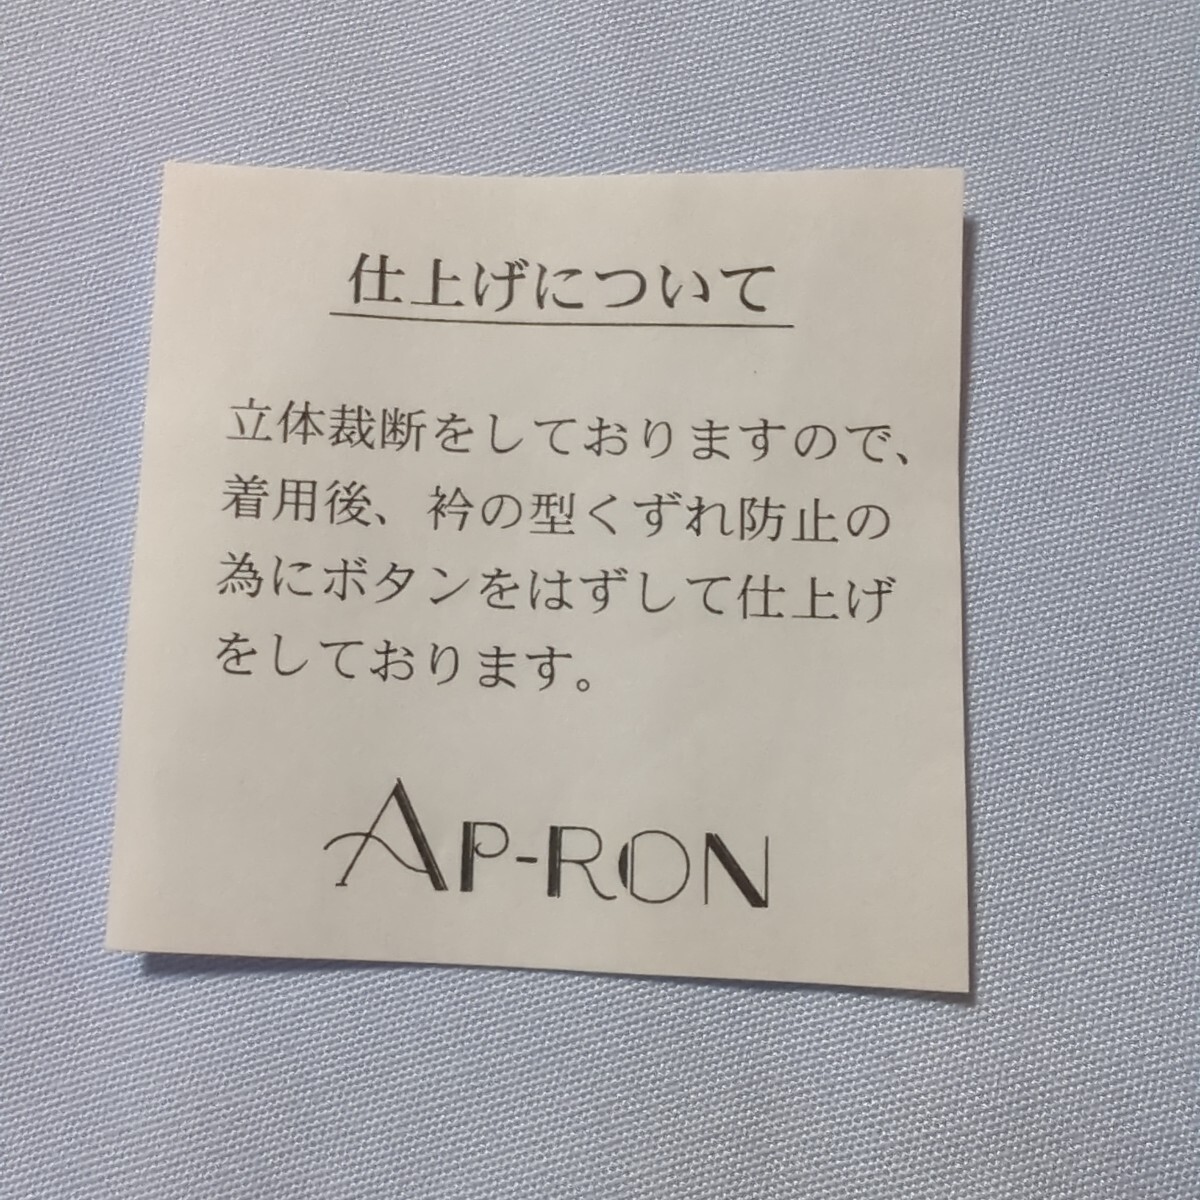 仕上げについて
立体裁断をしておりますので、
着用後、衿の型くずれ防止の
為にボタンをはずして仕上げ
をしております。
AP-RON